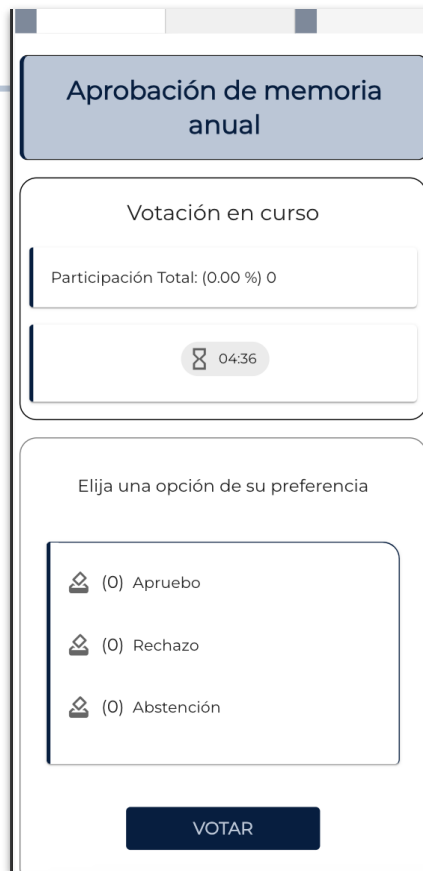 Aprobación de memoria
anual
Votación en curso
Participación Total: (0.00 %) 0
04:36
Elija una opción de su preferencia
(0) Apruebo
(0) Rechazo
(0) Abstención
VOTAR